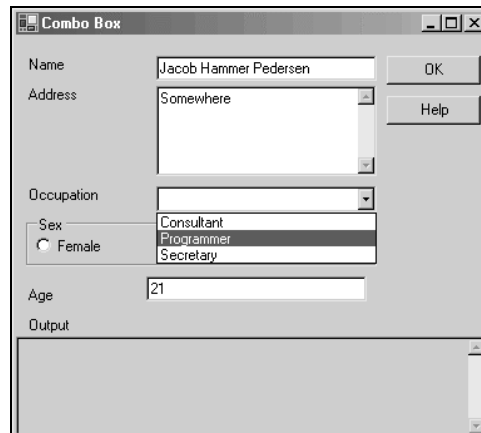 Combo Box
Name
Jacob Hammer Pedersen
OK
Address
Somewhere
Help
Occupation
Consultant
Programmer
Secretary
Sex
Female
Age
21
Output